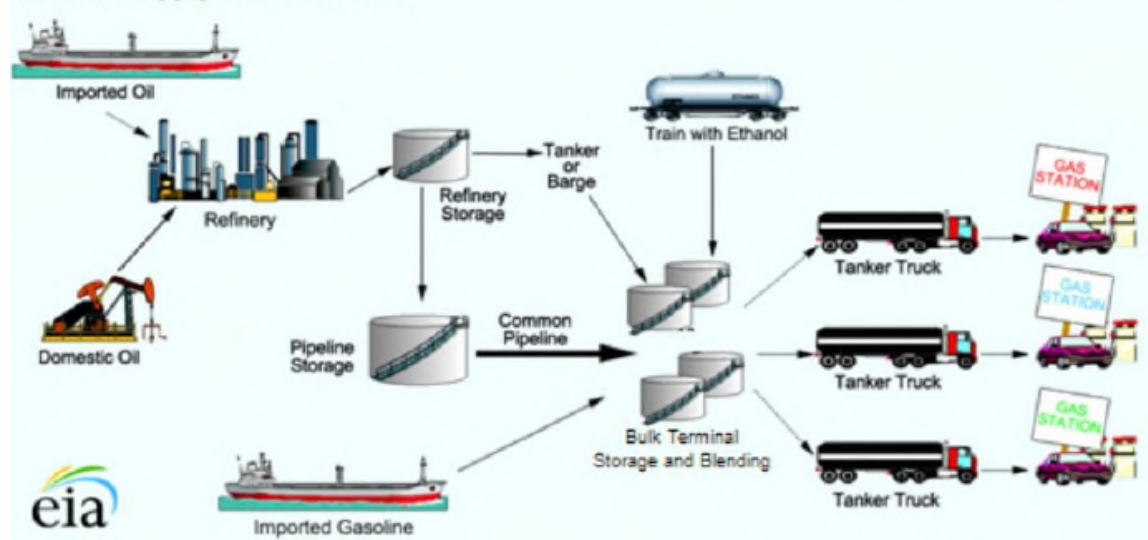 Imported Oil
ETHANOL
Train with Ethanol
Refinery
Refinery
Storage
Tanker
or
Barge
GAS
STATION
Tanker Truck
Domestic Oil
Pipeline
Storage
Common
Pipeline
GAS
STATION
Tanker Truck
Bulk Terminal
Storage and Blending
GAS
STATION
Tanker Truck
eia
Imported Gasoline